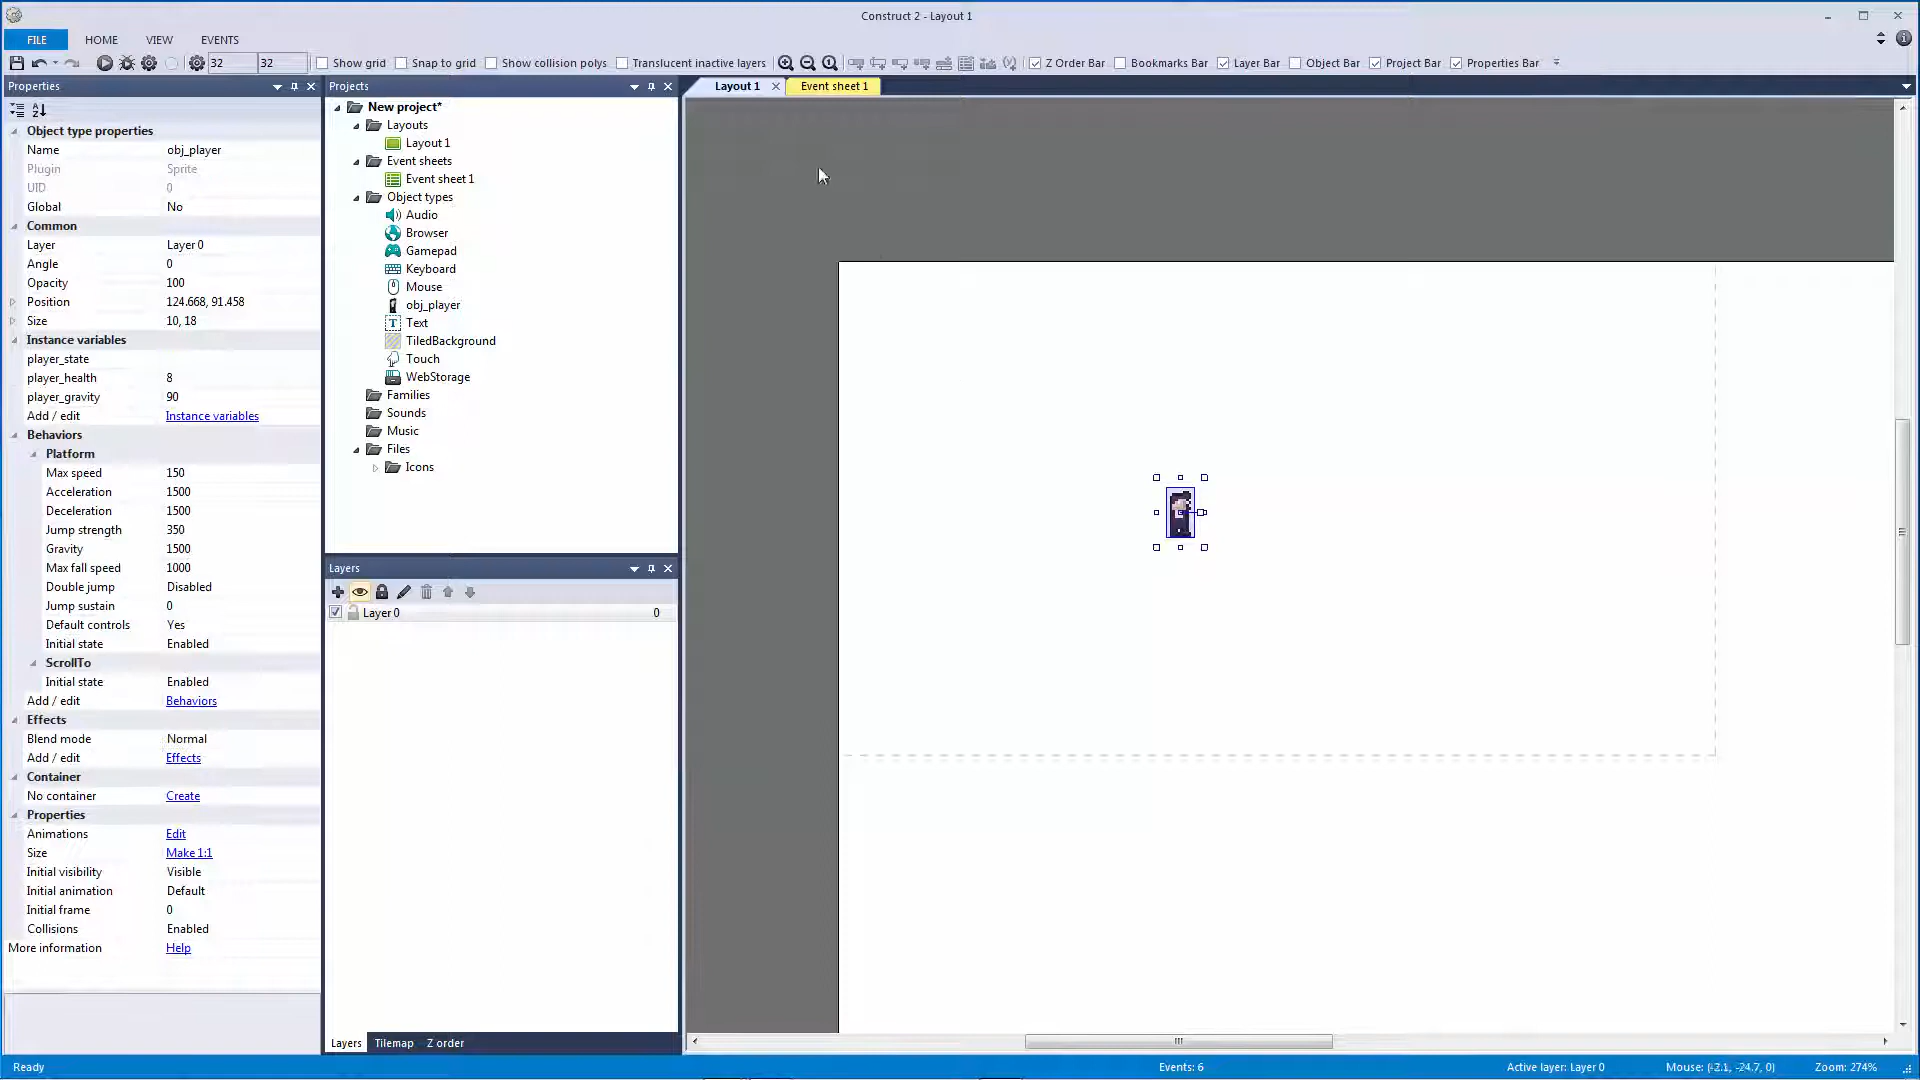 Construct 2 - Layout 1
FILE HOME VIEW EVENTS
32 32 Show grid Snap to grid Show collision polys Translucent inactive layers Z Order Bar Bookmarks Bar Layer Bar Object Bar Project Bar Properties Bar
Properties
Object type properties
Name obj_player
Plugin Sprite
UID 0
Global No
Common
Layer Layer 0
Angle 0
Opacity 100
Position 124.668, 91.458
Size 10, 18
Instance variables
player_state
player_health 8
player_gravity 90
Add / edit Instance variables
Behaviors
Platform
Max speed 150
Acceleration 1500
Deceleration 1500
Jump strength 350
Gravity 1500
Max fall speed 1000
Double jump Disabled
Jump sustain 0
Default controls Yes
Initial state Enabled
ScrollTo
Initial state Enabled
Add / edit Behaviors
Effects
Blend mode Normal
Add / edit Effects
Container
No container Create
Properties
Animations Edit
Size Make 1:1
Initial visibility Visible
Initial animation Default
Initial frame 0
Collisions Enabled
More information Help
Projects
New project*
Layouts
Layout 1
Event sheets
Event sheet 1
Object types
Audio
Browser
Gamepad
Keyboard
Mouse
obj_player
Text
TiledBackground
Touch
WebStorage
Families
Sounds
Music
Files
Icons
Layers
Layer 0 0
Layers Tilemap Z order
Layout 1 Event sheet 1
Ready Events: 6 Active layer: Layer 0 Mouse: (-2.1, -24.7, 0) Zoom: 274%